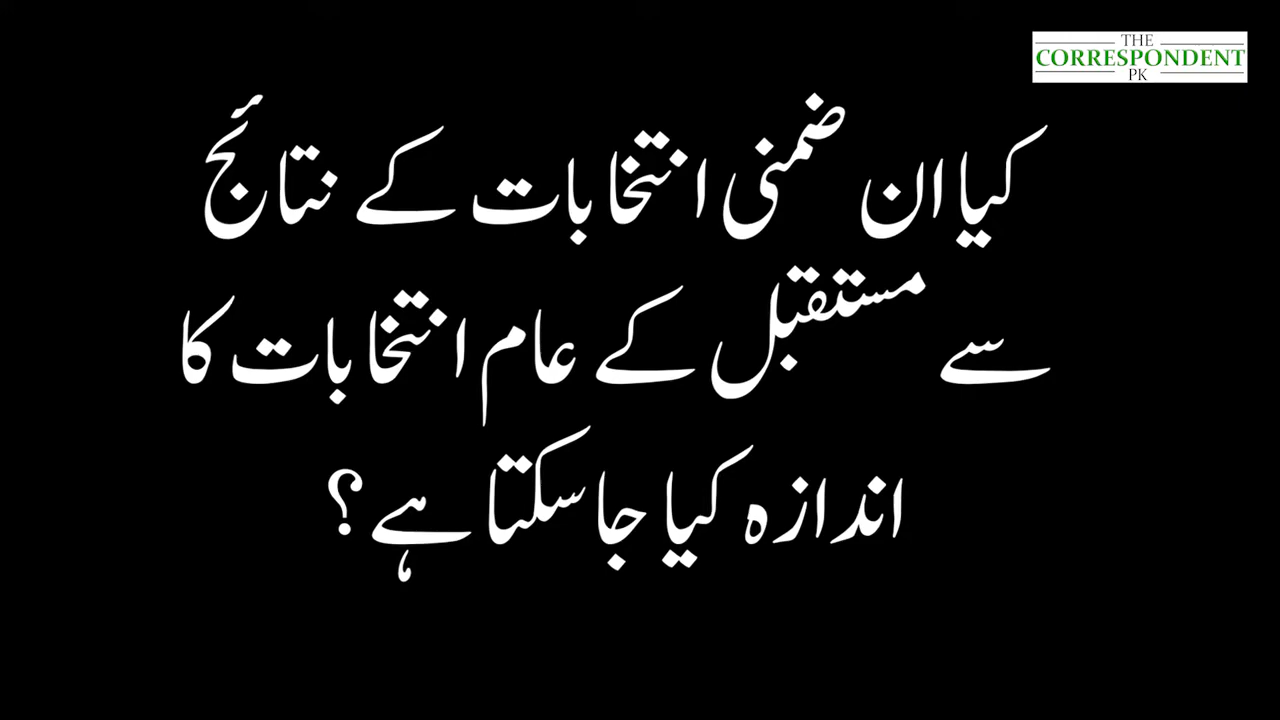 THE
CORRESPONDENT
PK
کیا ان ضمنی انتخابات کے نتائج
سے مستقبل کے عام انتخابات کا
اندازہ کیا جا سکتا ہے؟